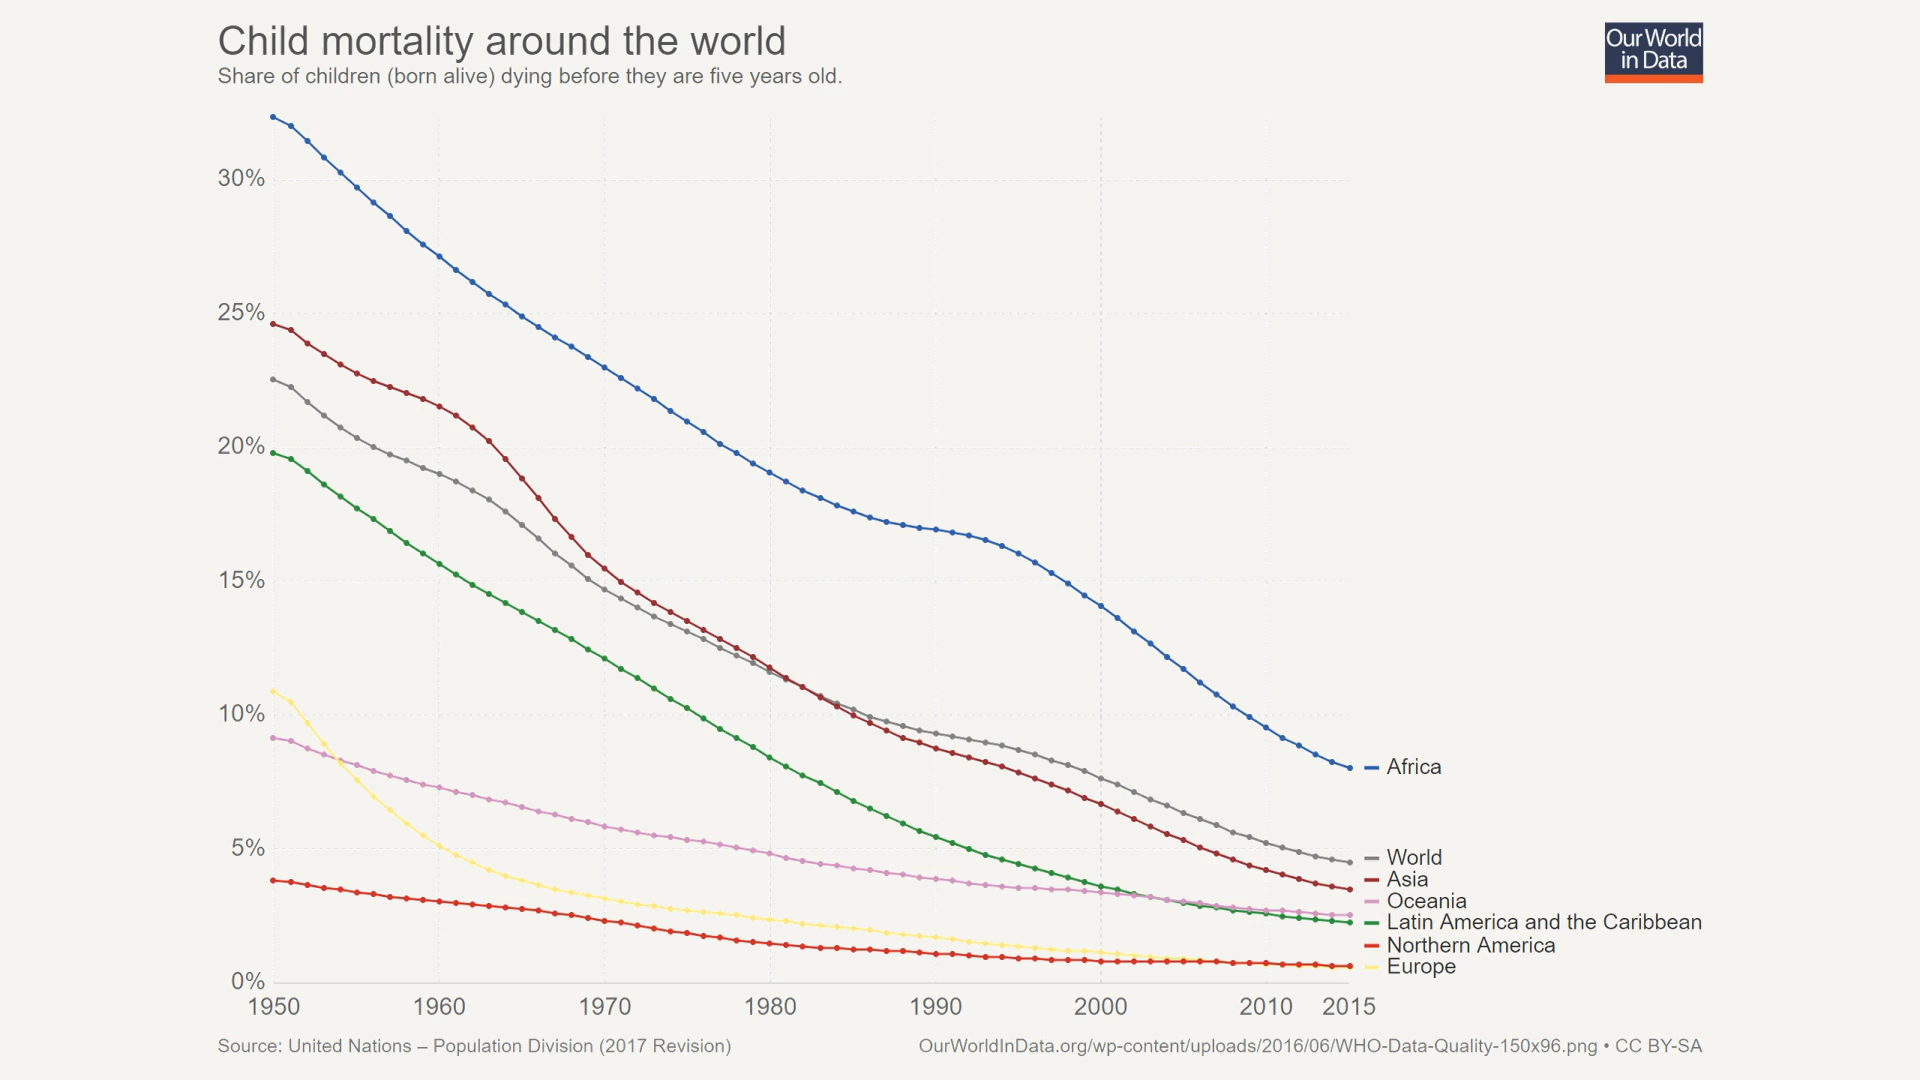 Child mortality around the world
Share of children (born alive) dying before they are five years old.
Our World
in Data
30%
25%
20%
15%
10%
5%
0%
1950 1960 1970 1980 1990 2000 2010 2015
Africa
World
Asia
Oceania
Latin America and the Caribbean
Northern America
Europe
Source: United Nations – Population Division (2017 Revision)
OurWorldInData.org/wp-content/uploads/2016/06/WHO-Data-Quality-150x96.png • CC BY-SA